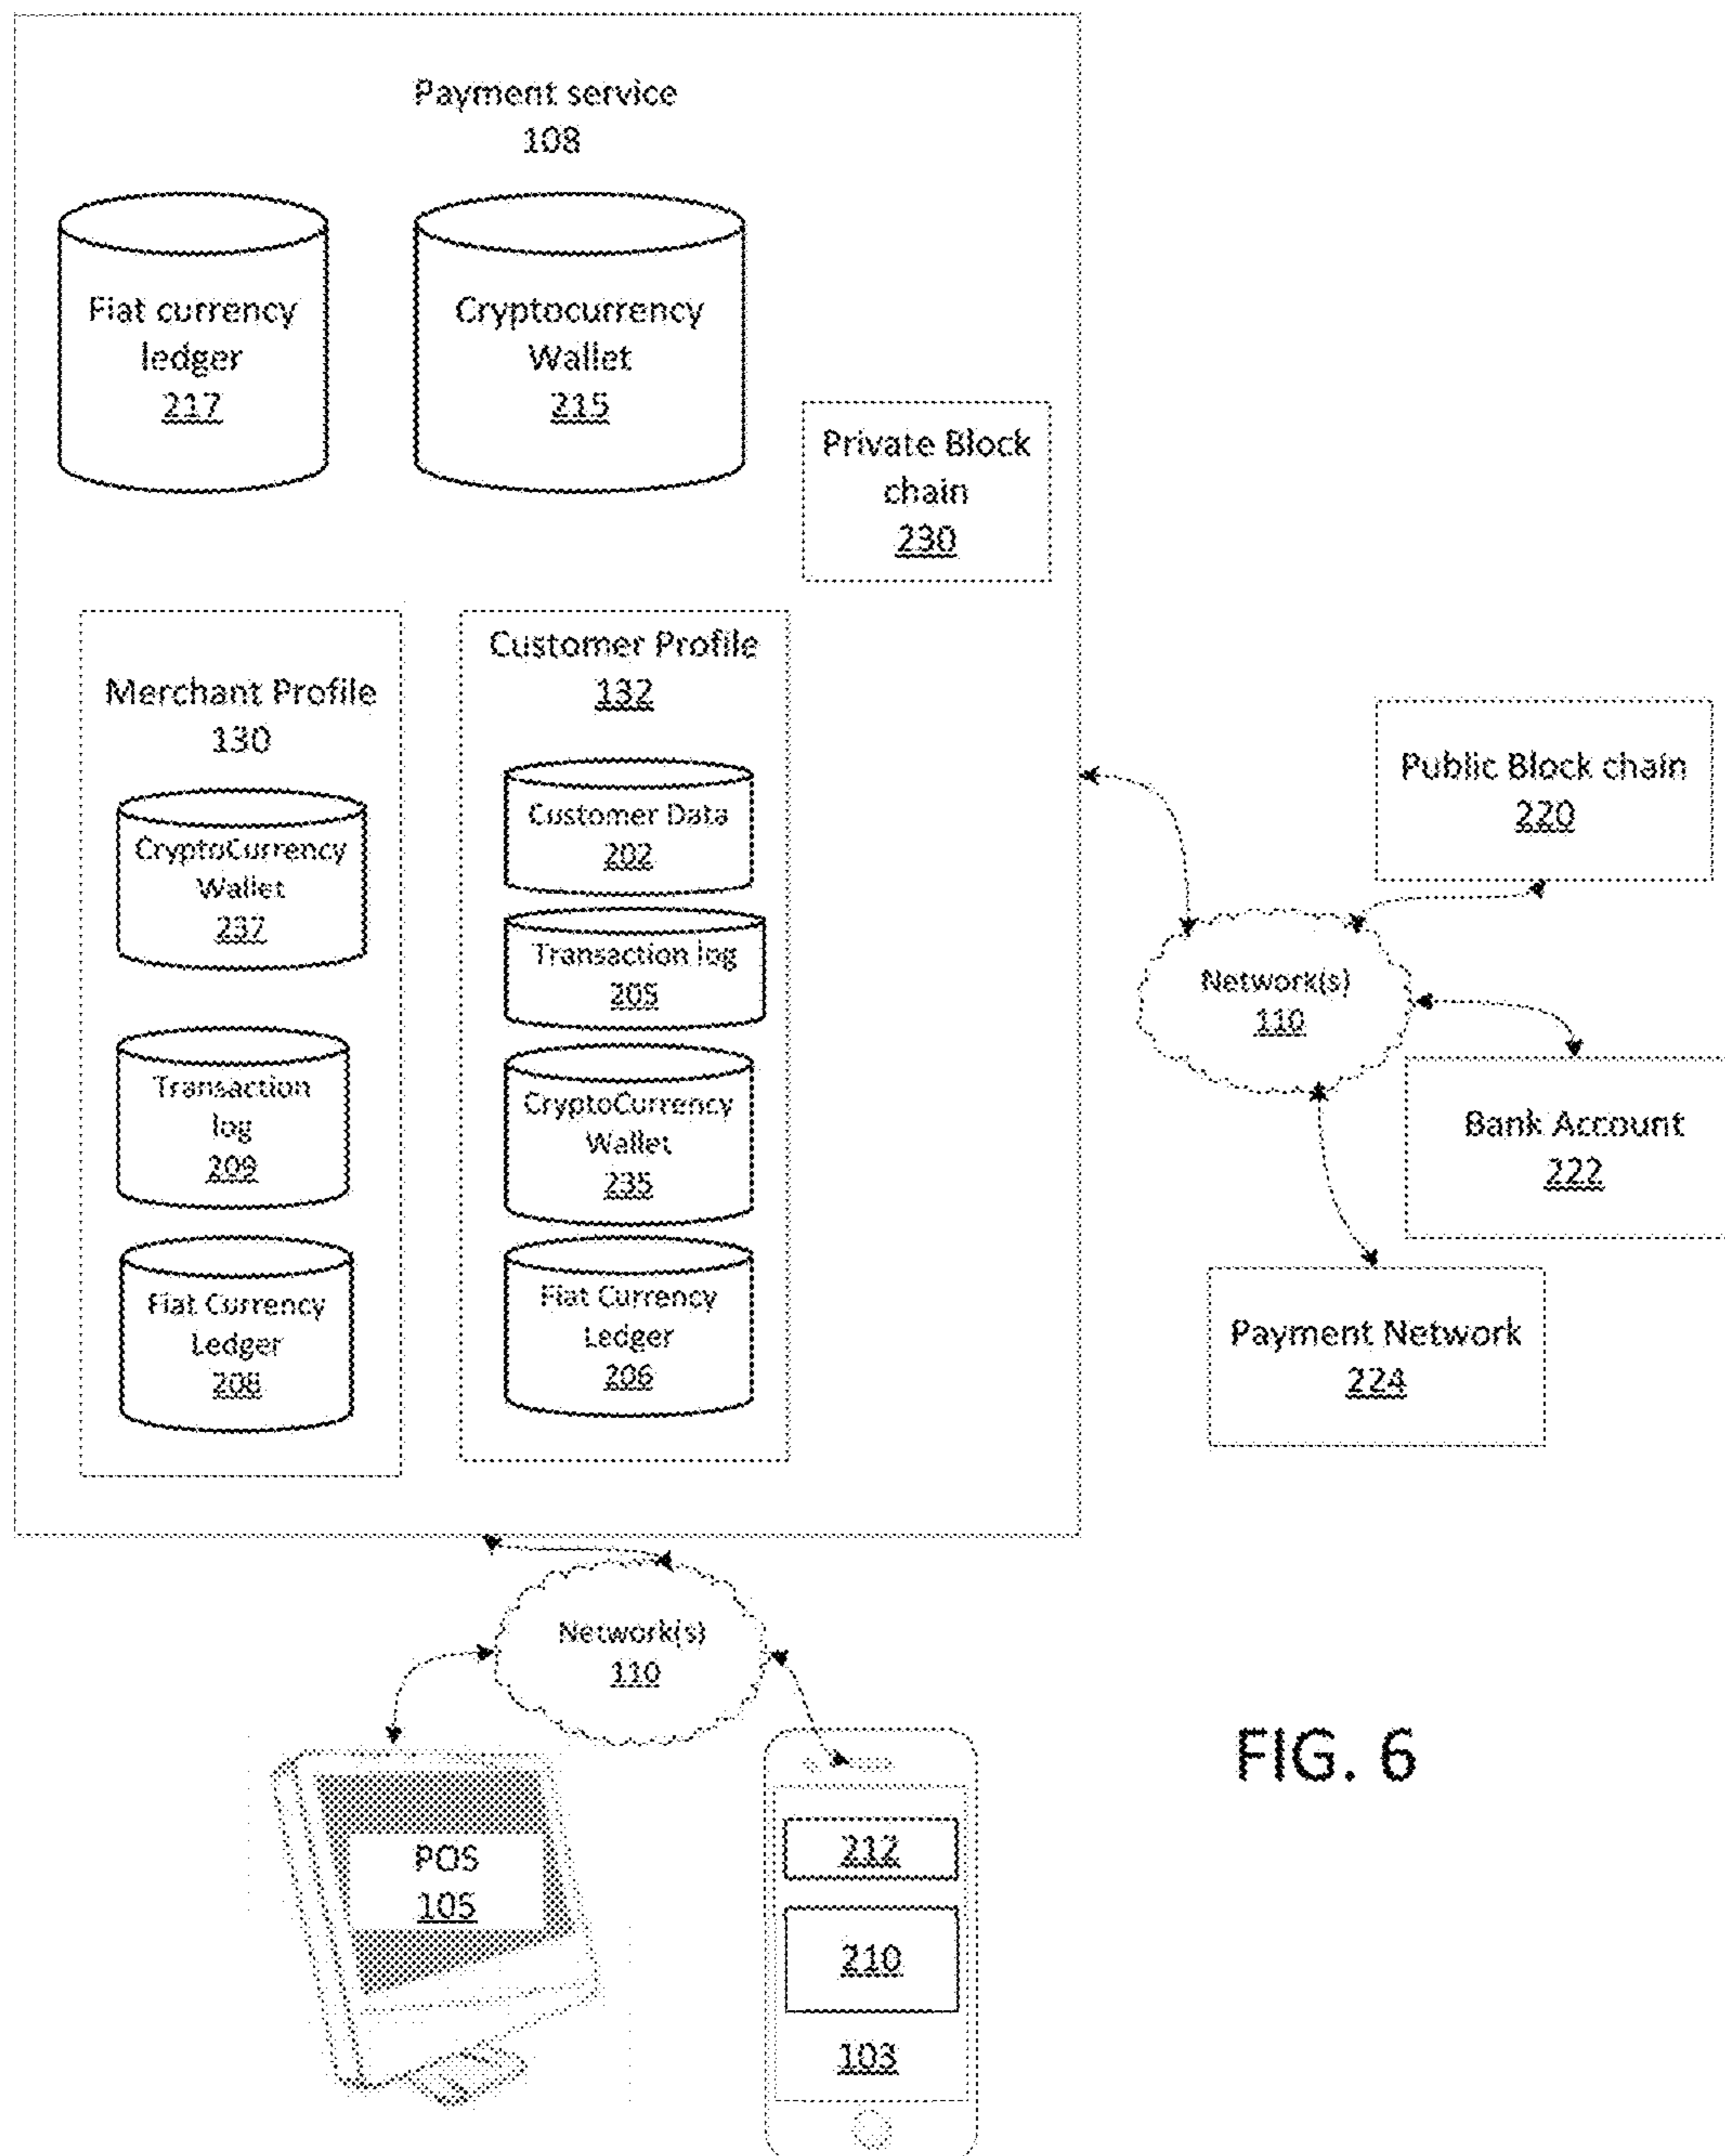 Payment service
108
Fiat currency
ledger
217
Cryptocurrency
Wallet
215
Private Block
chain
230
Merchant Profile
130
CryptoCurrency
Wallet
237
Transaction
log
209
Fiat Currency
Ledger
208
Customer Profile
132
Customer Data
202
Transaction log
205
CryptoCurrency
Wallet
235
Fiat Currency
Ledger
206
Public Block chain
220
Network(s)
110
Bank Account
222
Payment Network
224
Network(s)
110
POS
105
212
210
103
FIG. 6